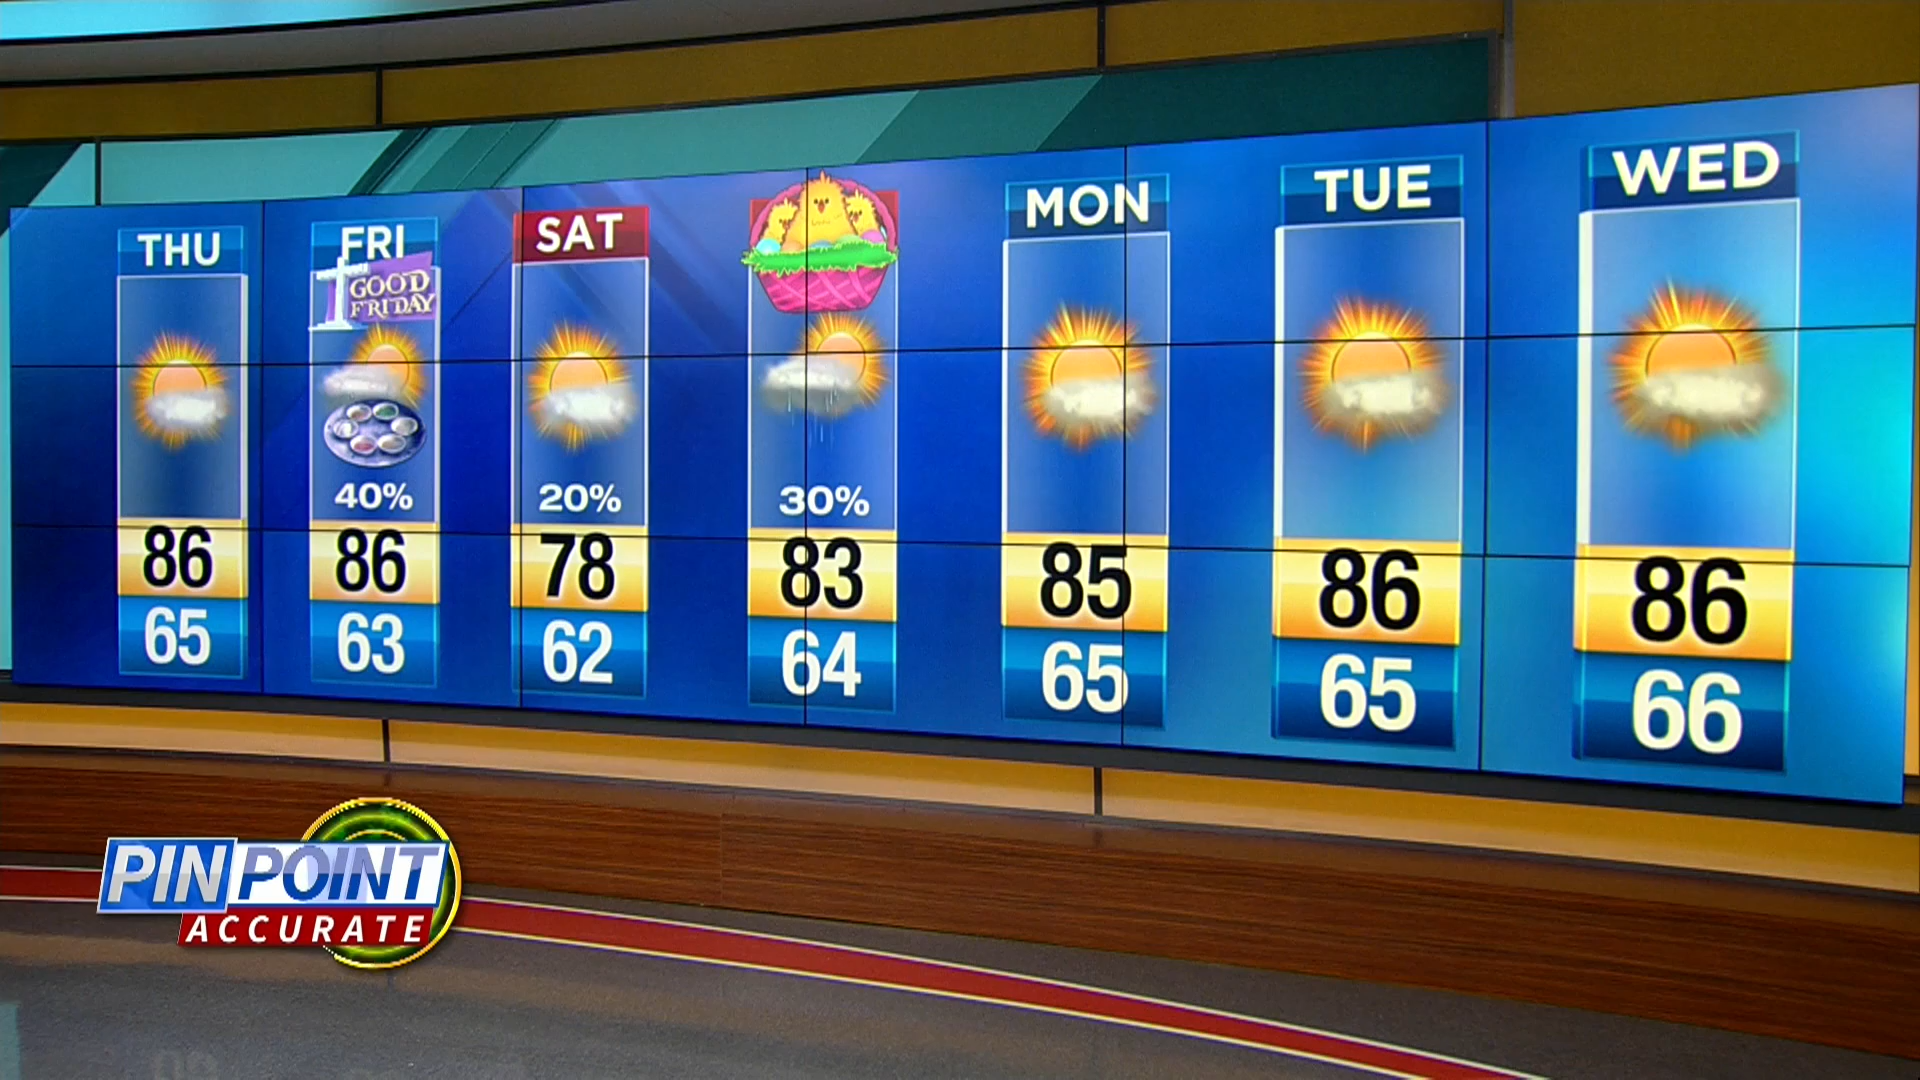 THU
FRI
SAT
MON
TUE
WED
GOOD
FRIDAY
40%
20%
30%
86
86
78
83
85
86
86
65
63
62
64
65
65
66
PINPOINT
ACCURATE